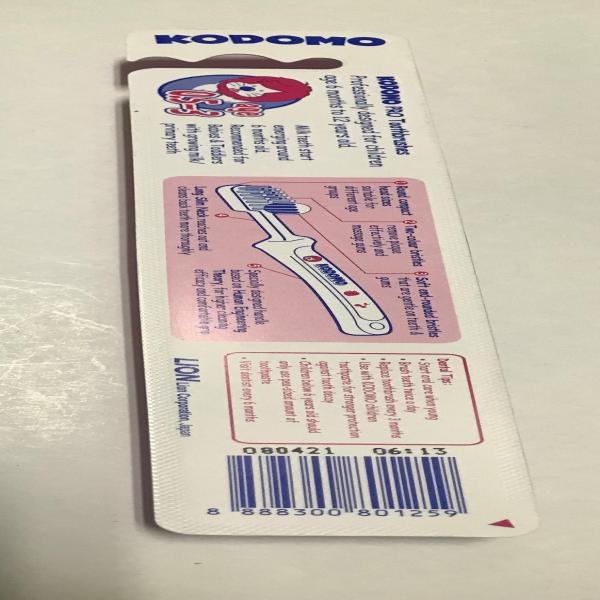 KODOMO
KODOMO PRO Toothbrushes
Professionally designed for children
age 6 months to 12 years old.
Milk teeth start
emerging around
6 months old.
Recommended for
Babies & Toddlers
with growing milk/
primary teeth.
1 Round compact
head sizes
suitable for
different age
groups
2 Two-colour bristles
remove plaque
effectively and
massage gums
3 Soft end-rounded bristles
that are gentle on teeth &
gums
Long Slim Neck reaches out and
cleans back teeth more thoroughly
5 Specially designed handle
based on Human Engineering
Theory, for higher cleaning
efficacy and comfortable grip
KODOMO
Dental Tips:
• Start oral care when young
• Brush teeth twice a day
• Replace toothbrush every 3 months
• Use with KODOMO children
toothpaste for stronger protection
against tooth decay
• Children below 6 years old should
only use pea-sized amount of
toothpaste
• Visit dentist every 6 months
LION Lion Corporation, Japan
080421 06:13
8 888300 801259